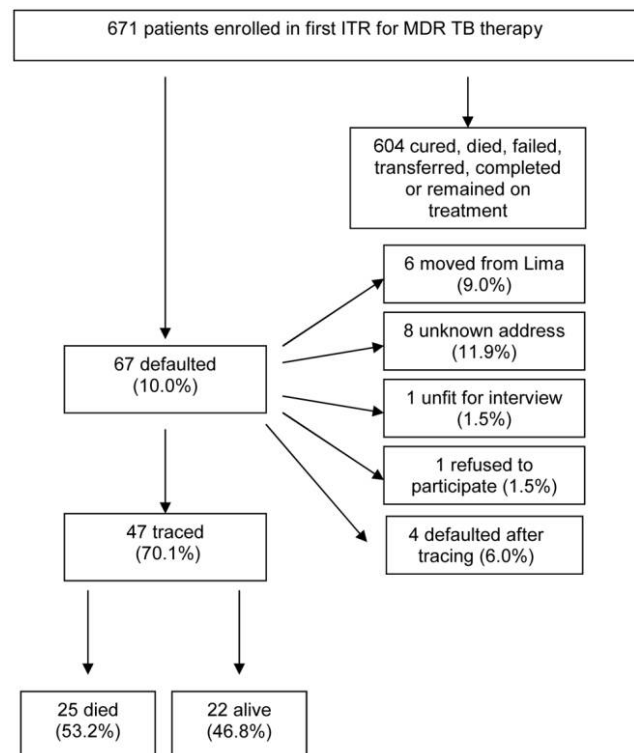 671 patients enrolled in first ITR for MDR TB therapy
604 cured, died, failed,
transferred, completed
or remained on
treatment
6 moved from Lima
(9.0%)
8 unknown address
(11.9%)
67 defaulted
(10.0%)
1 unfit for interview
(1.5%)
1 refused to
participate (1.5%)
47 traced
(70.1%)
4 defaulted after
tracing (6.0%)
25 died
(53.2%)
22 alive
(46.8%)